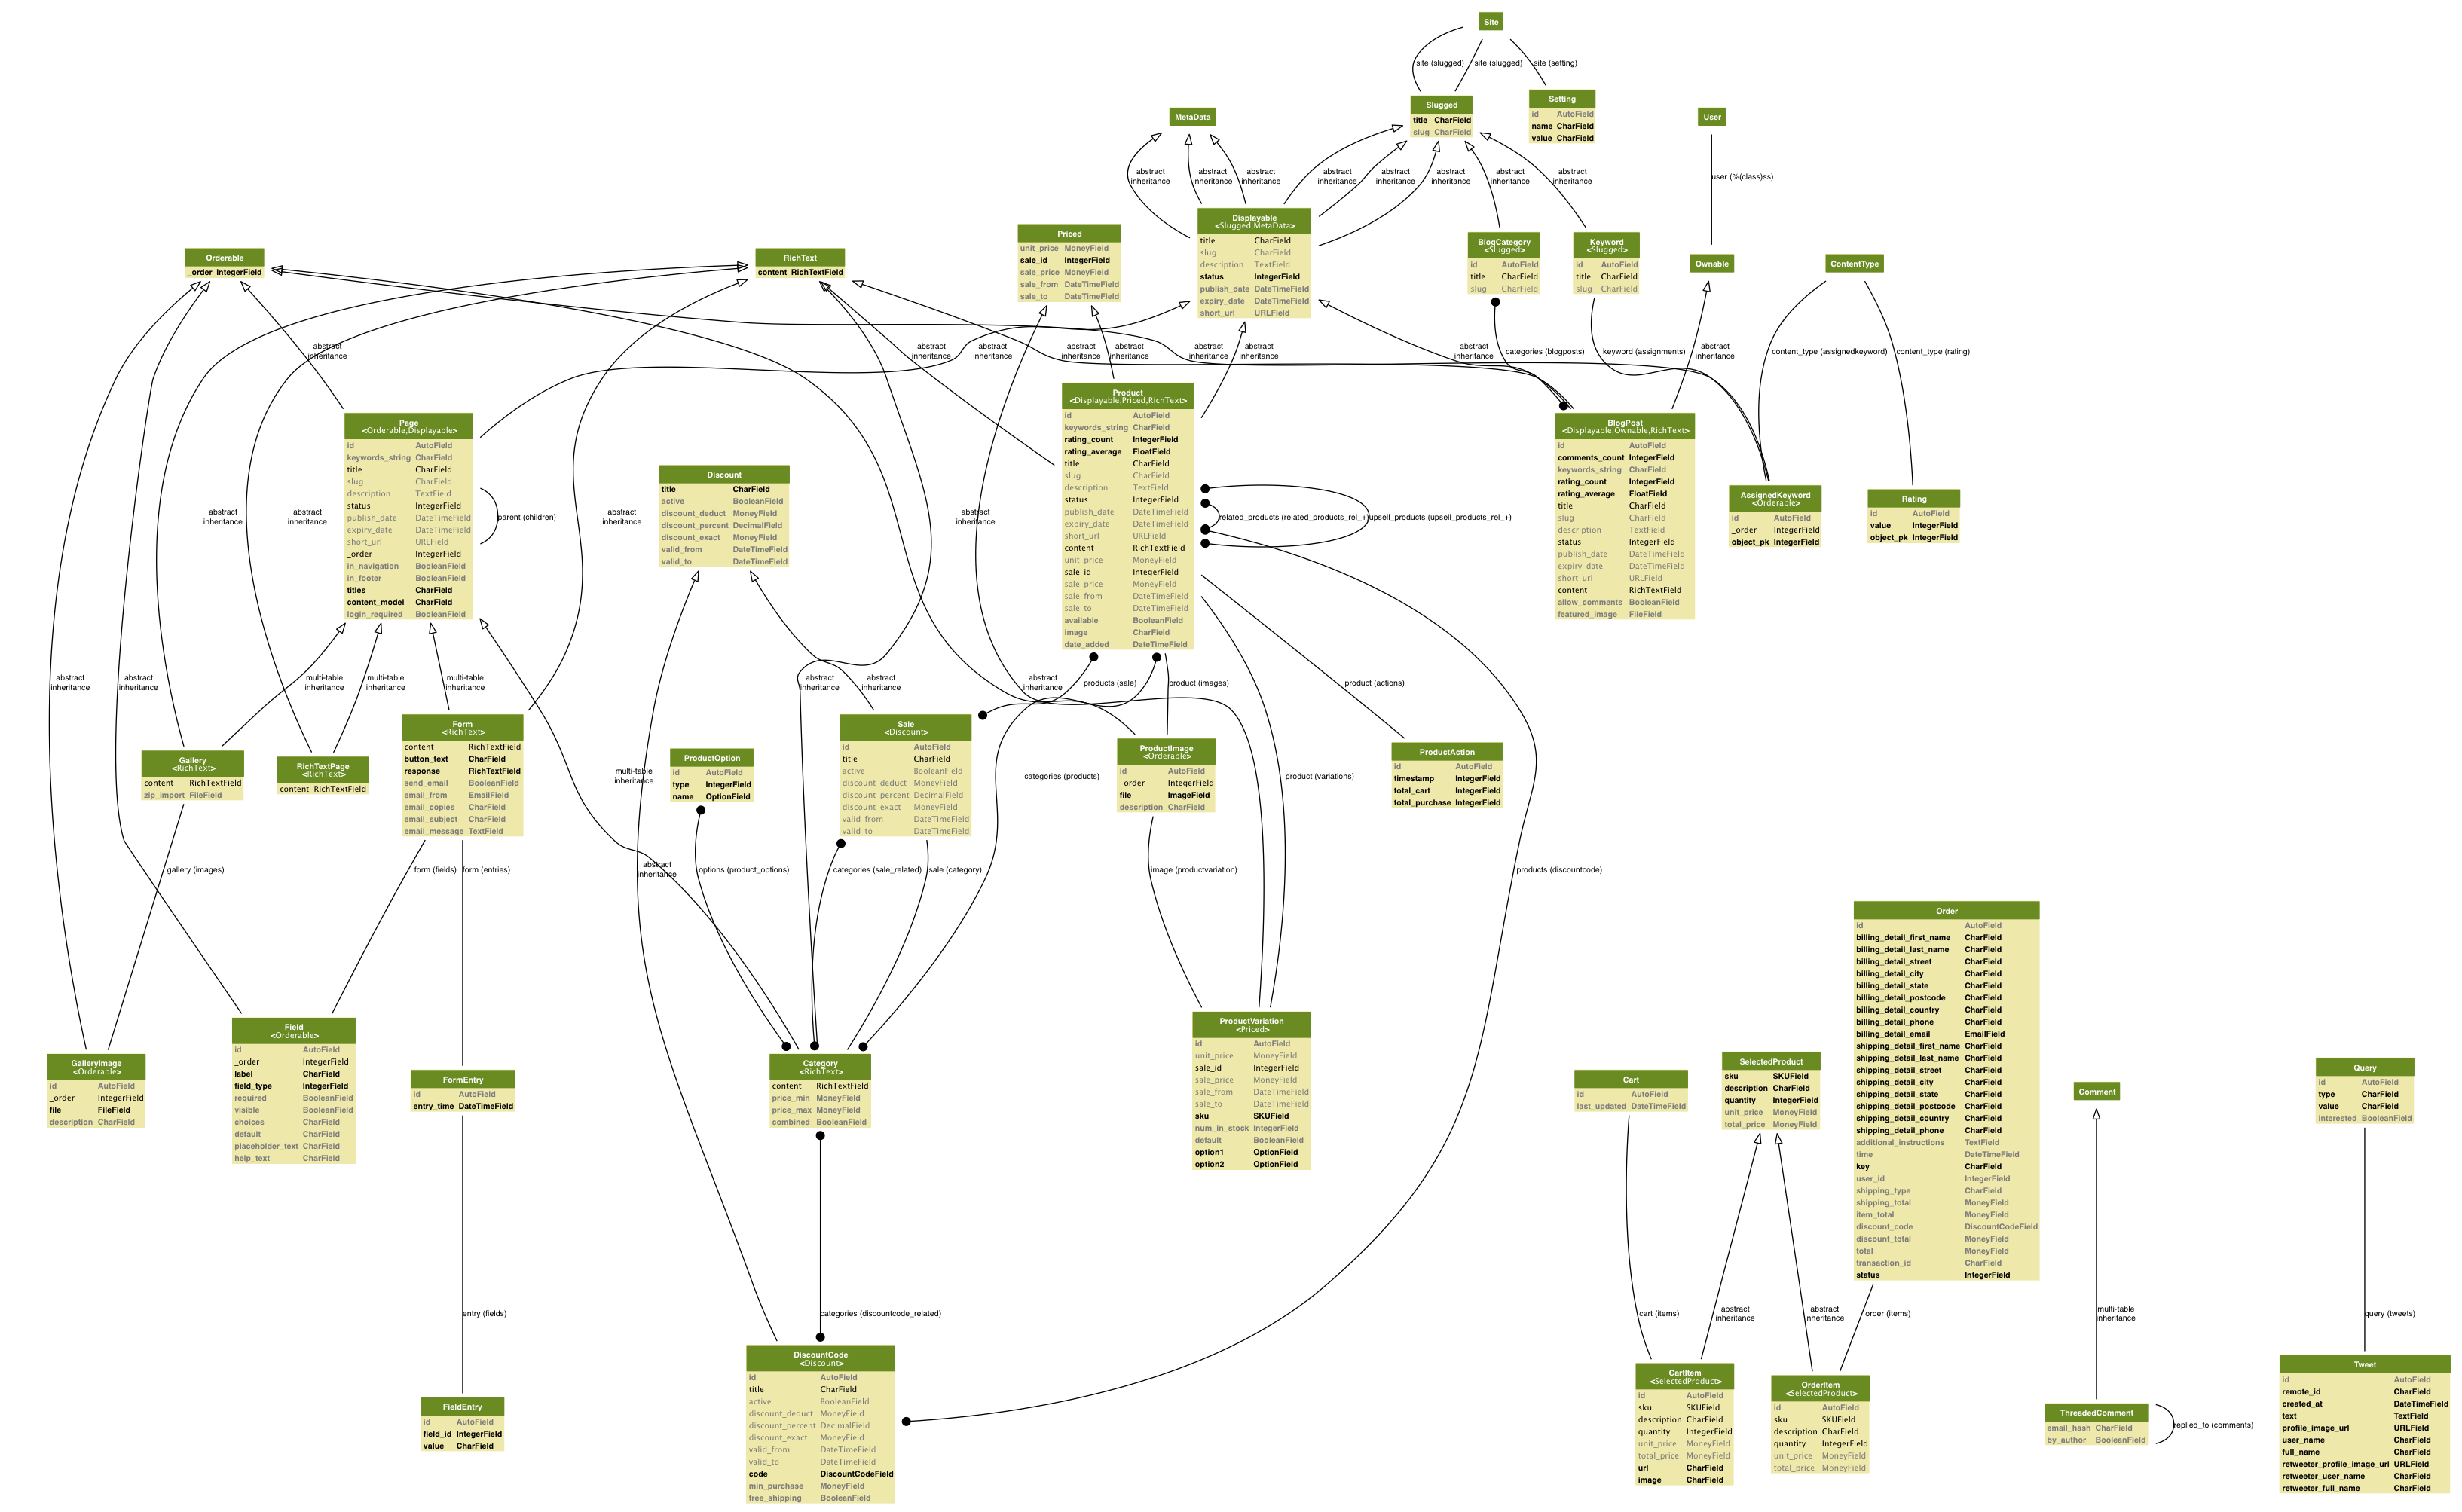 Site
site (slugged) site (slugged) site (setting)
Slugged
title CharField
slug CharField
Setting
id AutoField
name CharField
value CharField
MetaData
User
abstract
inheritance
abstract
inheritance
abstract
inheritance
abstract
inheritance
abstract
inheritance
abstract
inheritance
abstract
inheritance
abstract
inheritance
user (%(class)ss)
Orderable
_order IntegerField
RichText
content RichTextField
Priced
unit_price MoneyField
sale_id IntegerField
sale_price MoneyField
sale_from DateTimeField
sale_to DateTimeField
Displayable
<Slugged,MetaData>
title CharField
slug CharField
description TextField
status IntegerField
publish_date DateTimeField
expiry_date DateTimeField
short_url URLField
BlogCategory
<Slugged>
id AutoField
title CharField
slug CharField
Keyword
<Slugged>
id AutoField
title CharField
slug CharField
Ownable
ContentType
abstract
inheritance
abstract
inheritance
abstract
inheritance
abstract
inheritance
abstract
inheritance
abstract
inheritance
abstract
inheritance
abstract
inheritance
categories (blogposts)
keyword (assignments)
abstract
inheritance
content_type (assignedkeyword)
content_type (rating)
Page
<Orderable,Displayable>
id AutoField
keywords_string CharField
title CharField
slug CharField
description TextField
status IntegerField
publish_date DateTimeField
expiry_date DateTimeField
short_url URLField
_order IntegerField
in_navigation BooleanField
in_footer BooleanField
titles CharField
content_model CharField
login_required BooleanField
parent (children)
Discount
title CharField
active BooleanField
discount_deduct MoneyField
discount_percent DecimalField
discount_exact MoneyField
valid_from DateTimeField
valid_to DateTimeField
Product
<Displayable,Priced,RichText>
id AutoField
keywords_string CharField
rating_count IntegerField
rating_average FloatField
title CharField
slug CharField
description TextField
status IntegerField
publish_date DateTimeField
expiry_date DateTimeField
short_url URLField
content RichTextField
unit_price MoneyField
sale_id IntegerField
sale_price MoneyField
sale_from DateTimeField
sale_to DateTimeField
available BooleanField
image CharField
date_added DateTimeField
related_products (related_products_rel_+)
upsell_products (upsell_products_rel_+)
BlogPost
<Displayable,Ownable,RichText>
id AutoField
comments_count IntegerField
keywords_string CharField
rating_count IntegerField
rating_average FloatField
title CharField
slug CharField
description TextField
status IntegerField
publish_date DateTimeField
expiry_date DateTimeField
short_url URLField
content RichTextField
allow_comments BooleanField
featured_image FileField
AssignedKeyword
<Orderable>
id AutoField
_order IntegerField
object_pk IntegerField
Rating
id AutoField
value IntegerField
object_pk IntegerField
abstract
inheritance
abstract
inheritance
abstract
inheritance
abstract
inheritance
abstract
inheritance
abstract
inheritance
multi-table
inheritance
multi-table
inheritance
multi-table
inheritance
abstract
inheritance
abstract
inheritance
abstract
inheritance
products (sale)
product (images)
product (actions)
Form
<RichText>
content RichTextField
button_text CharField
response RichTextField
send_email BooleanField
email_from EmailField
email_copies CharField
email_subject CharField
email_message TextField
Gallery
<RichText>
content RichTextField
zip_import FileField
RichTextPage
<RichText>
content RichTextField
multi-table
inheritance
ProductOption
id AutoField
type IntegerField
name OptionField
Sale
<Discount>
id AutoField
title CharField
active BooleanField
discount_deduct MoneyField
discount_percent DecimalField
discount_exact MoneyField
valid_from DateTimeField
valid_to DateTimeField
categories (products)
ProductImage
<Orderable>
id AutoField
_order IntegerField
file ImageField
description CharField
product (variations)
ProductAction
id AutoField
timestamp IntegerField
total_cart IntegerField
total_purchase IntegerField
gallery (images)
form (fields)
form (entries)
abstract
inheritance
options (product_options)
categories (sale_related)
sale (category)
image (productvariation)
products (discountcode)
Order
id AutoField
billing_detail_first_name CharField
billing_detail_last_name CharField
billing_detail_street CharField
billing_detail_city CharField
billing_detail_state CharField
billing_detail_postcode CharField
billing_detail_country CharField
billing_detail_phone CharField
billing_detail_email EmailField
shipping_detail_first_name CharField
shipping_detail_last_name CharField
shipping_detail_street CharField
shipping_detail_city CharField
shipping_detail_state CharField
shipping_detail_postcode CharField
shipping_detail_country CharField
shipping_detail_phone CharField
additional_instructions TextField
time DateTimeField
key CharField
user_id IntegerField
shipping_type CharField
shipping_total MoneyField
item_total MoneyField
discount_code DiscountCodeField
discount_total MoneyField
total MoneyField
transaction_id CharField
status IntegerField
GalleryImage
<Orderable>
id AutoField
_order IntegerField
file FileField
description CharField
Field
<Orderable>
id AutoField
_order IntegerField
label CharField
field_type IntegerField
required BooleanField
visible BooleanField
choices CharField
default CharField
placeholder_text CharField
help_text CharField
FormEntry
id AutoField
entry_time DateTimeField
Category
<RichText>
content RichTextField
price_min MoneyField
price_max MoneyField
combined BooleanField
ProductVariation
<Priced>
id AutoField
unit_price MoneyField
sale_id IntegerField
sale_price MoneyField
sale_from DateTimeField
sale_to DateTimeField
sku SKUField
num_in_stock IntegerField
default BooleanField
option1 OptionField
option2 OptionField
Cart
id AutoField
last_updated DateTimeField
SelectedProduct
sku SKUField
description CharField
quantity IntegerField
unit_price MoneyField
total_price MoneyField
Comment
Query
id AutoField
type CharField
value CharField
interested BooleanField
entry (fields)
categories (discountcode_related)
cart (items)
abstract
inheritance
abstract
inheritance
order (items)
multi-table
inheritance
query (tweets)
FieldEntry
id AutoField
field_id IntegerField
value CharField
DiscountCode
<Discount>
id AutoField
title CharField
active BooleanField
discount_deduct MoneyField
discount_percent DecimalField
discount_exact MoneyField
valid_from DateTimeField
valid_to DateTimeField
code DiscountCodeField
min_purchase MoneyField
free_shipping BooleanField
CartItem
<SelectedProduct>
id AutoField
sku SKUField
description CharField
quantity IntegerField
unit_price MoneyField
total_price MoneyField
url CharField
image CharField
OrderItem
<SelectedProduct>
id AutoField
sku SKUField
description CharField
quantity IntegerField
unit_price MoneyField
total_price MoneyField
ThreadedComment
email_hash CharField
by_author BooleanField
replied_to (comments)
Tweet
id AutoField
remote_id CharField
created_at DateTimeField
text TextField
profile_image_url URLField
user_name CharField
full_name CharField
retweeter_profile_image_url URLField
retweeter_user_name CharField
retweeter_full_name CharField